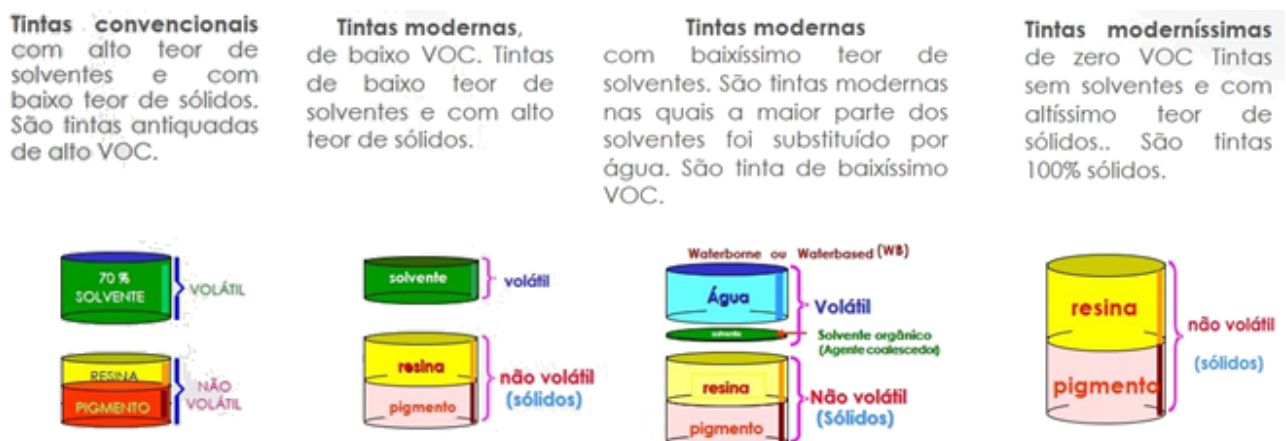 Tintas convencionais
com alto teor de
solventes e com
baixo teor de sólidos.
São tintas antiquadas
de alto VOC.
Tintas modernas,
de baixo VOC. Tintas
de baixo teor de
solventes e com alto
teor de sólidos.
Tintas modernas
com baixíssimo teor de
solventes. São tintas modernas
nas quais a maior parte dos
solventes foi substituído por
água. São tinta de baixíssimo
VOC.
Tintas moderníssimas
de zero VOC Tintas
sem solventes e com
altíssimo teor de
sólidos.. São tintas
100% sólidos.
70 %
SOLVENTE
VOLÁTIL
RESINA
PIGMENTO
NÃO
VOLÁTIL
solvente
volátil
resina
pigmento
não volátil
(sólidos)
Waterborne ou Waterbased (WB)
Água
Volátil
solvente
Solvente orgânico
(Agente coalescedor)
resina
pigmento
Não volátil
(Sólidos)
resina
pigmento
não volátil
(sólidos)